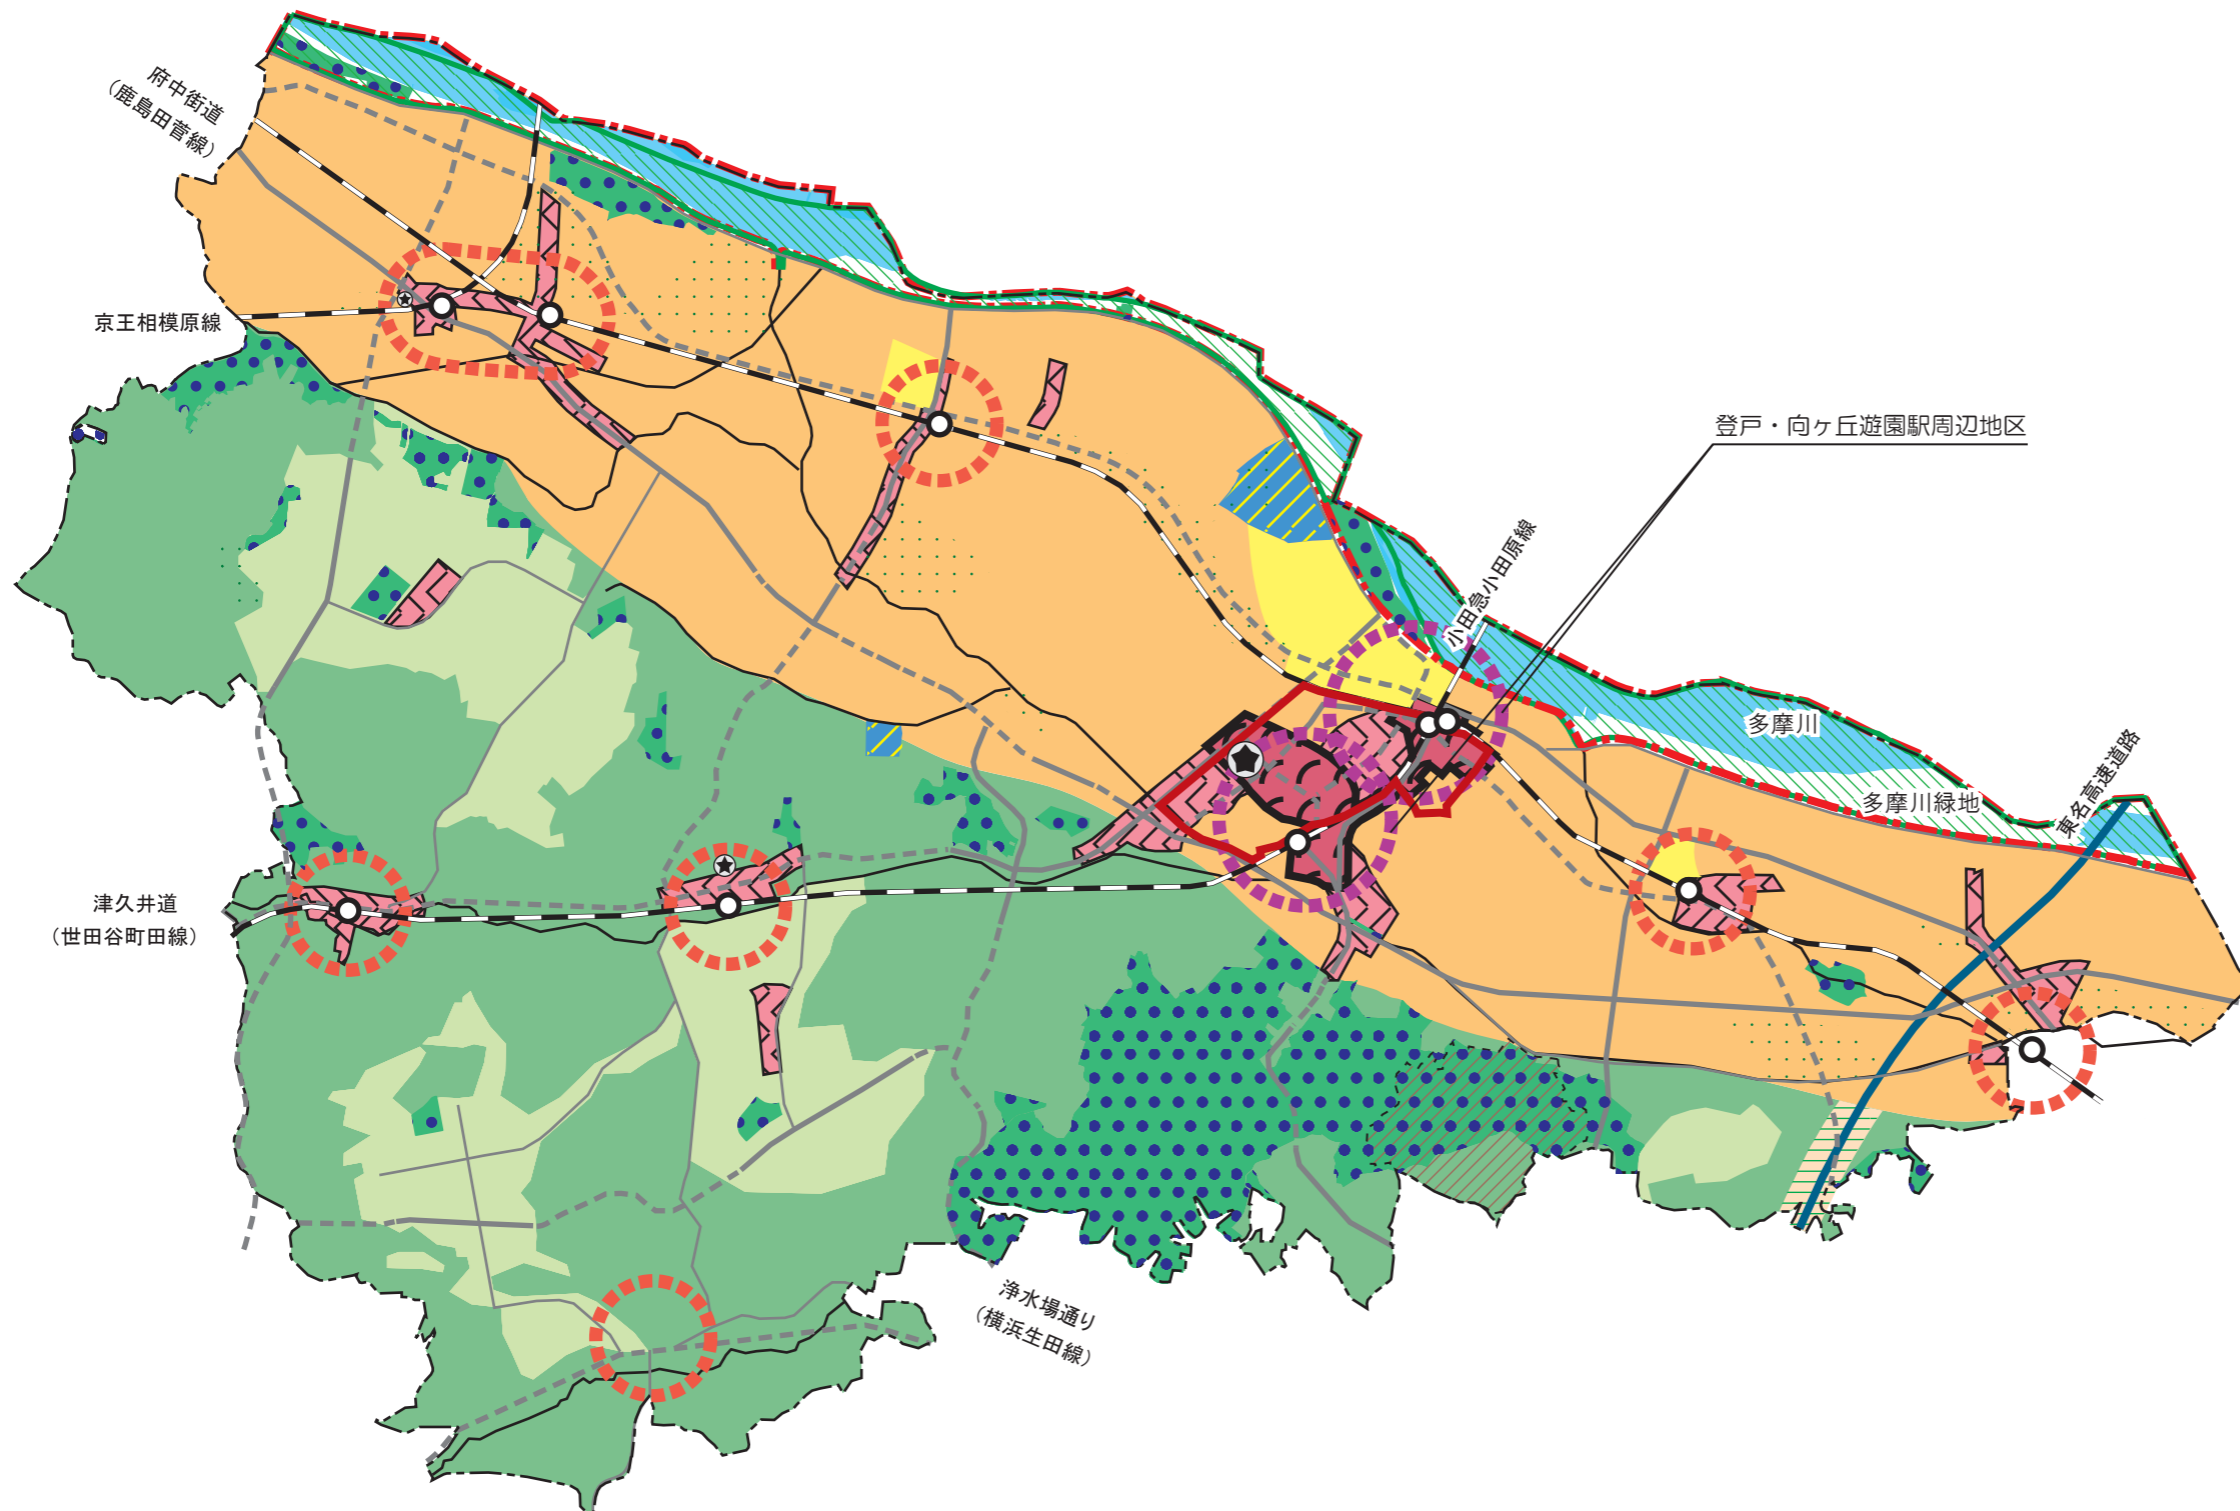 府中街道
（鹿島田菅線）
京王相模原線
登戸・向ヶ丘遊園駅周辺地区
小田急小田原線
多摩川
多摩川緑地
東名高速道路
津久井道
（世田谷町田線）
浄水場通り
（横浜生田線）